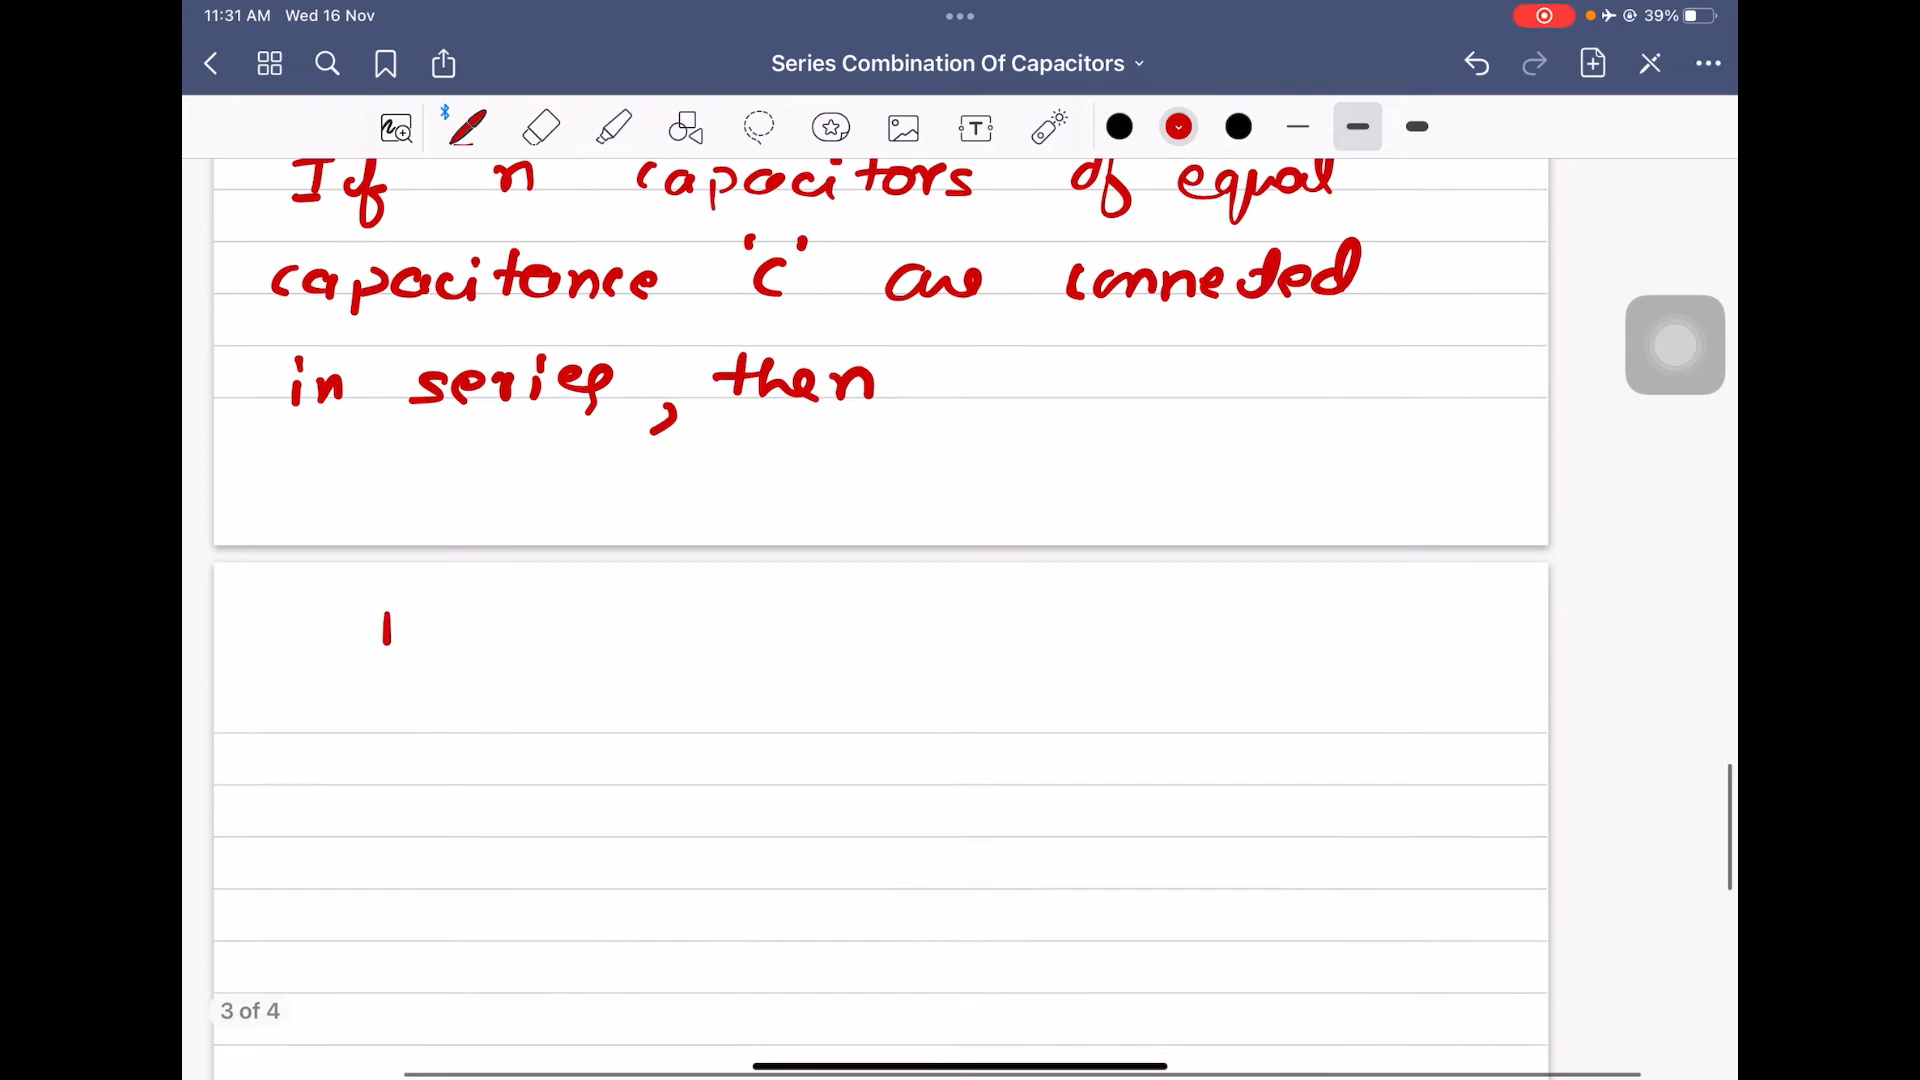 11:31 AM Wed 16 Nov
39%
Series Combination Of Capacitors
T
If n capacitors of equal
capacitance 'C' are connected
in series, then
1
3 of 4